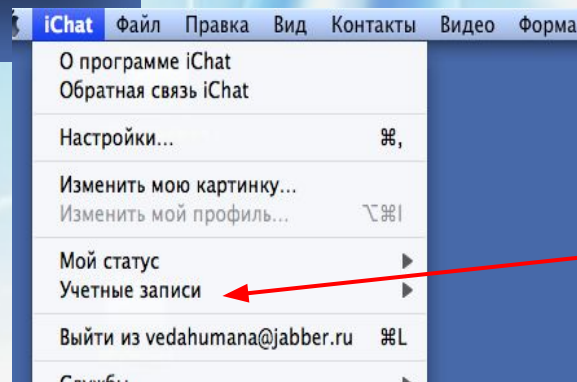 iChat Файл Правка Вид Контакты Видео Форма
О программе iChat
Обратная связь iChat
Настройки... ⌘,
Изменить мою картинку...
Изменить мой профиль... ⌥⌘I
Мой статус ▶
Учетные записи ▶
Выйти из vedahumana@jabber.ru ⌘L